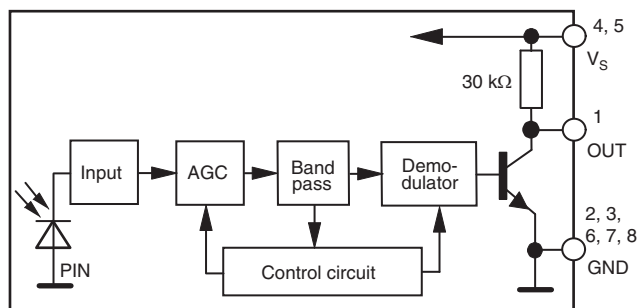 4, 5
V_S
30 kΩ
1
OUT
Input
AGC
Band
pass
Demo-
dulator
2, 3,
6, 7, 8
GND
PIN
Control circuit